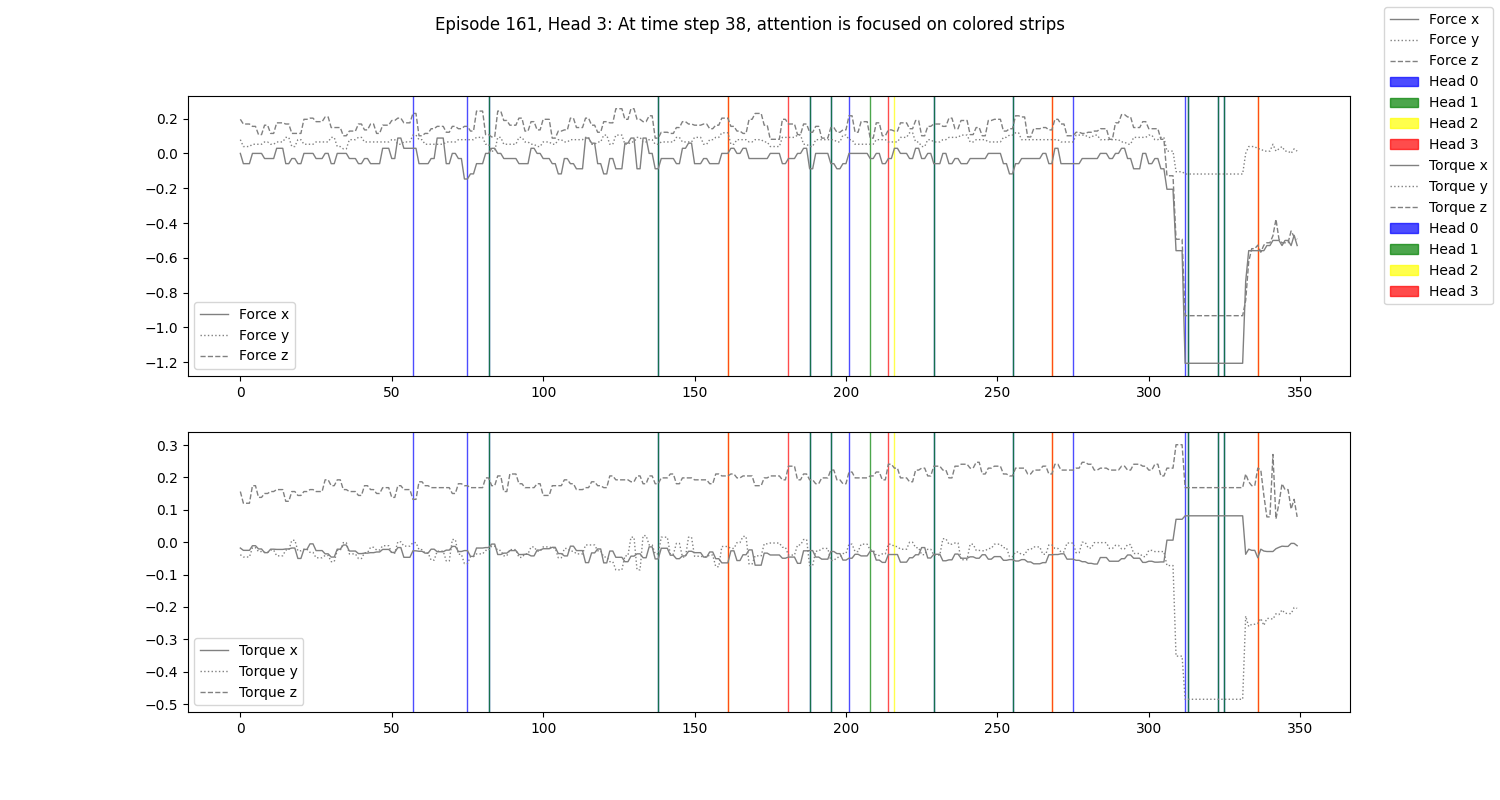 Episode 161, Head 3: At time step 38, attention is focused on colored strips
Force x
Force y
Force z
Head 0
Head 1
Head 2
Head 3
Torque x
Torque y
Torque z
Head 0
Head 1
Head 2
Head 3
0.2
0.0
−0.2
−0.4
−0.6
−0.8
−1.0
−1.2
Force x
Force y
Force z
0 50 100 150 200 250 300 350
0.3
0.2
0.1
0.0
−0.1
−0.2
−0.3
−0.4
−0.5
Torque x
Torque y
Torque z
0 50 100 150 200 250 300 350